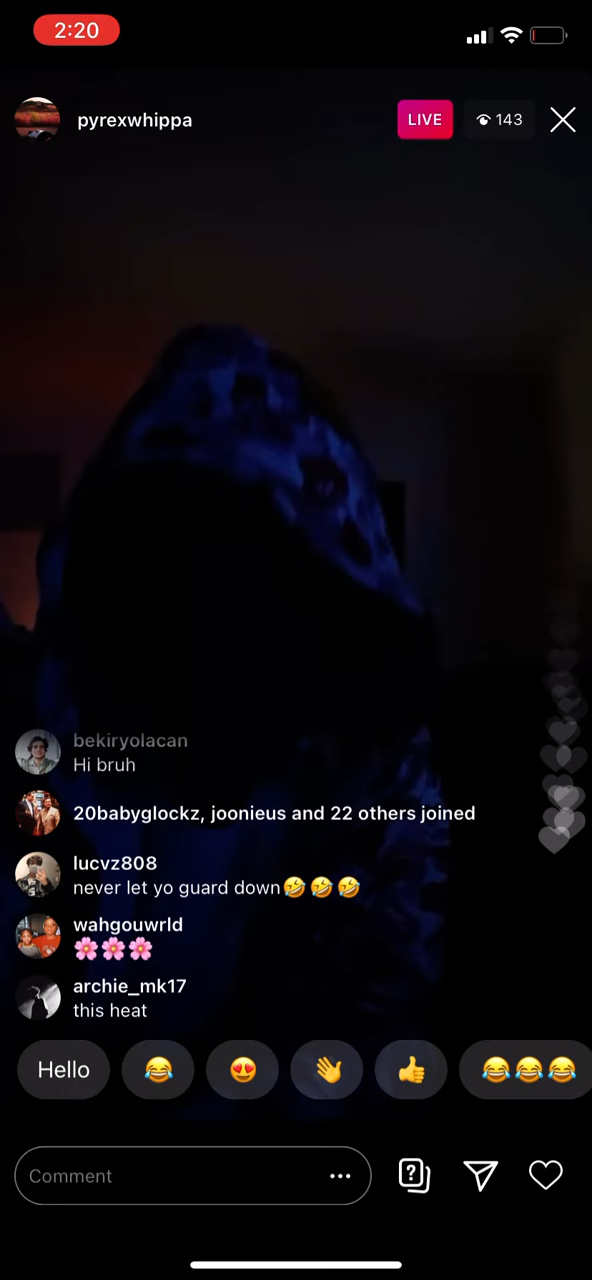 2:20
pyrexwhippa
LIVE
143
bekiryolacan
Hi bruh
20babyglockz, joonieus and 22 others joined
lucvz808
never let yo guard down🤣🤣🤣
wahgouwrld
🌸🌸🌸
archie_mk17
this heat
Hello 😂 😍 👋 👍 😂😂😂
Comment